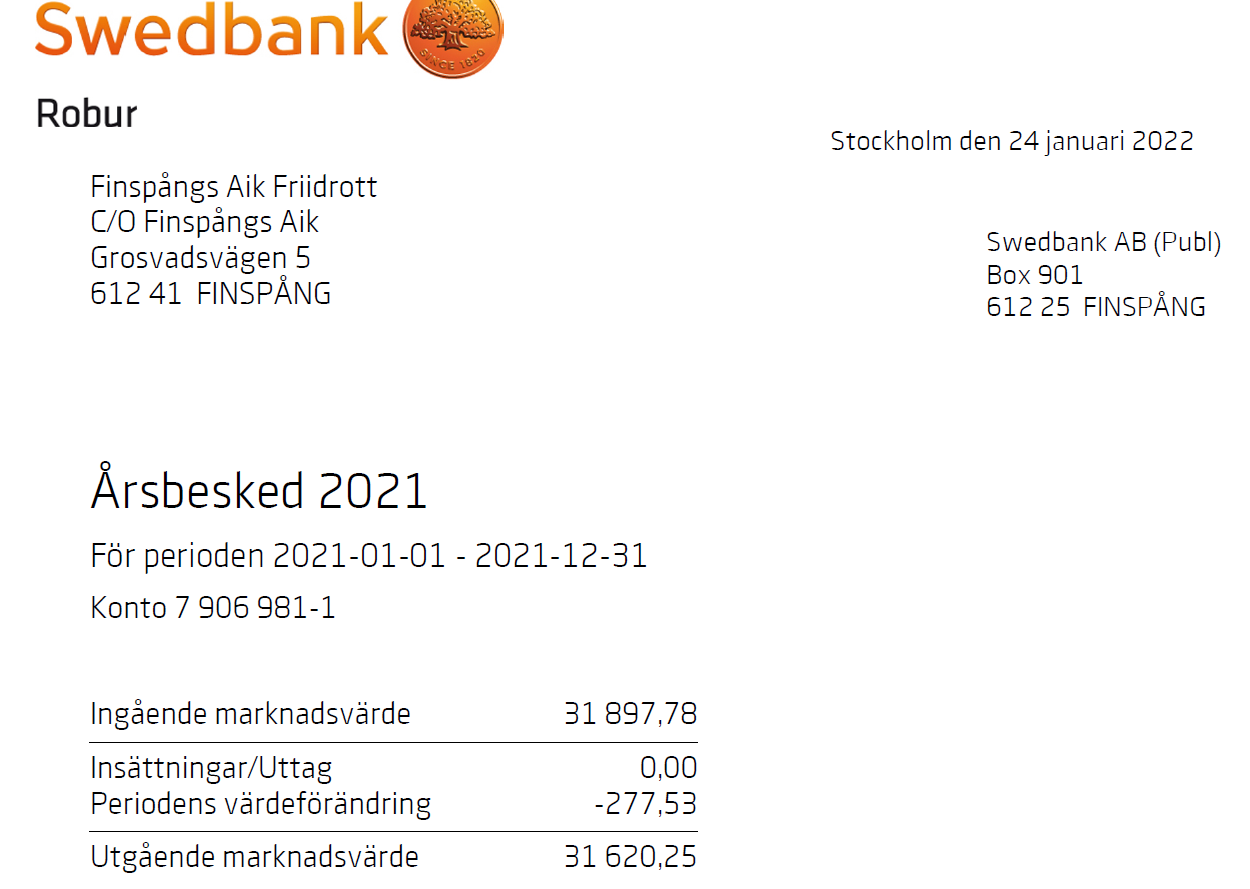 Swedbank
SINCE 1820
Robur
Stockholm den 24 januari 2022
Finspångs Aik Friidrott
C/O Finspångs Aik
Grosvadsvägen 5
612 41 FINSPÅNG
Swedbank AB (Publ)
Box 901
612 25 FINSPÅNG
Årsbesked 2021
För perioden 2021-01-01 - 2021-12-31
Konto 7 906 981-1
Ingående marknadsvärde 31 897,78
Insättningar/Uttag 0,00
Periodens värdeförändring -277,53
Utgående marknadsvärde 31 620,25